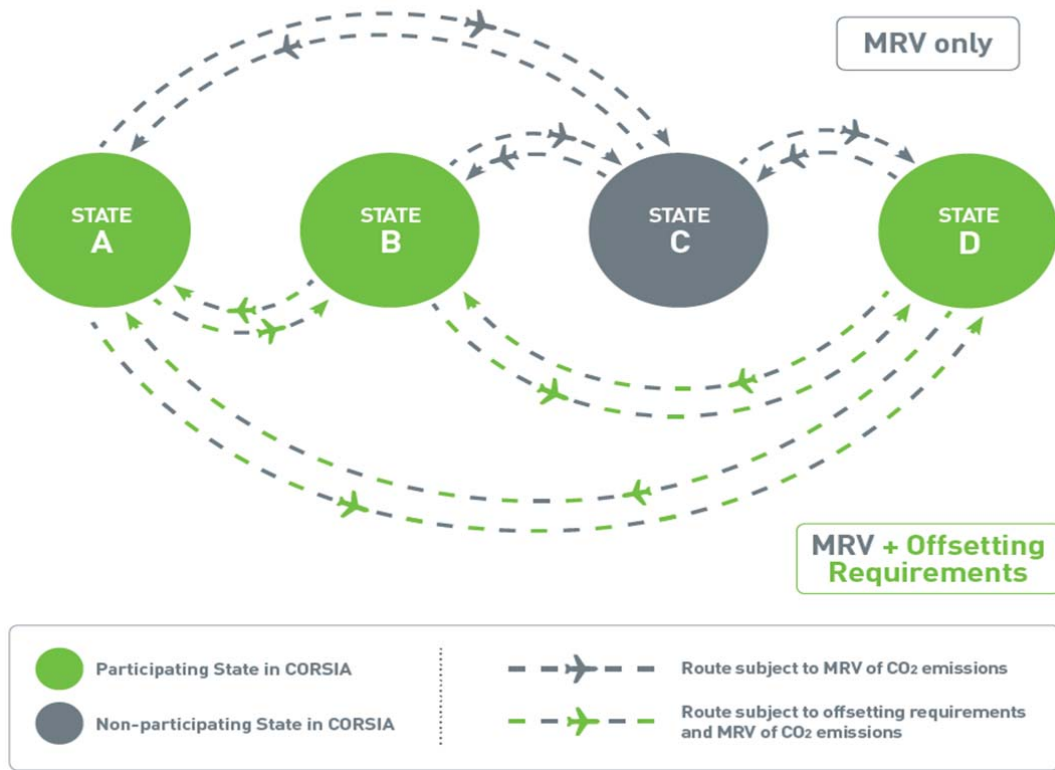 MRV only
STATE
A
STATE
B
STATE
C
STATE
D
MRV + Offsetting
Requirements
Participating State in CORSIA
Non-participating State in CORSIA
Route subject to MRV of CO₂ emissions
Route subject to offsetting requirements
and MRV of CO₂ emissions